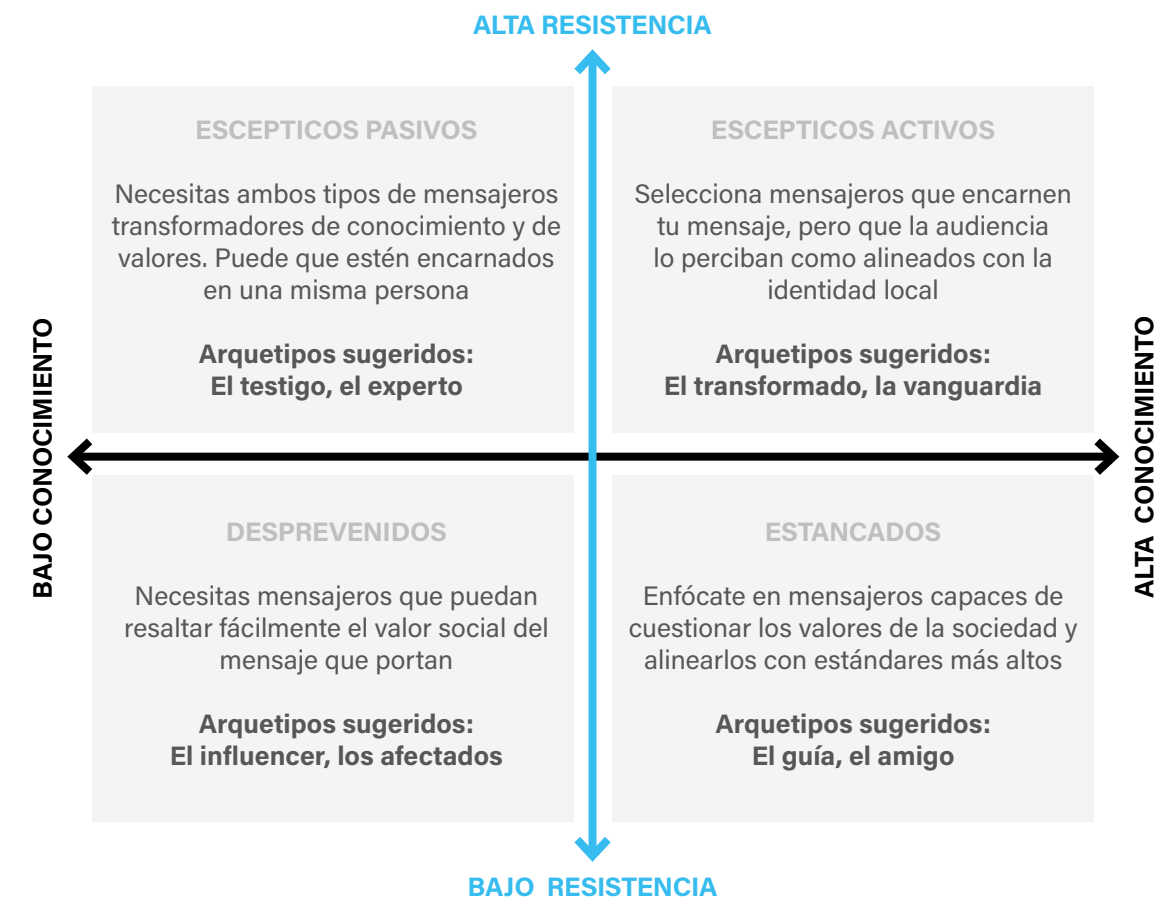 ALTA RESISTENCIA
ESCEPTICOS PASIVOS
Necesitas ambos tipos de mensajeros
transformadores de conocimiento y de
valores. Puede que estén encarnados
en una misma persona
Arquetipos sugeridos:
El testigo, el experto
ESCEPTICOS ACTIVOS
Selecciona mensajeros que encarnen
tu mensaje, pero que la audiencia
lo perciban como alineados con la
identidad local
Arquetipos sugeridos:
El transformado, la vanguardia
BAJO CONOCIMIENTO
ALTA CONOCIMIENTO
DESPREVENIDOS
Necesitas mensajeros que puedan
resaltar fácilmente el valor social del
mensaje que portan
Arquetipos sugeridos:
El influencer, los afectados
ESTANCADOS
Enfócate en mensajeros capaces de
cuestionar los valores de la sociedad y
alinearlos con estándares más altos
Arquetipos sugeridos:
El guía, el amigo
BAJO RESISTENCIA